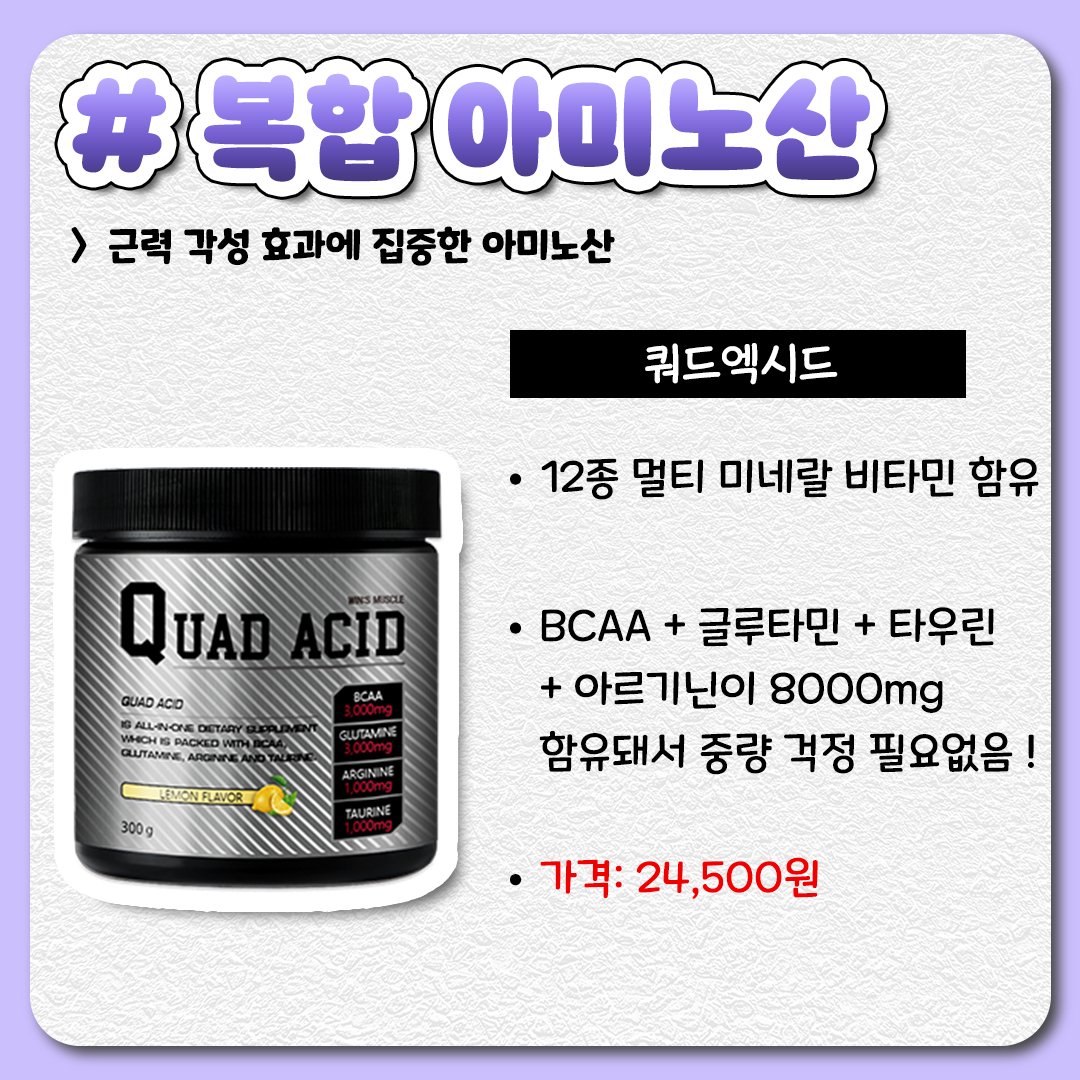 # 복합 아미노산
> 근력 각성 효과에 집중한 아미노산
쿼드엑시드
• 12종 멀티 미네랄 비타민 함유
• BCAA + 글루타민 + 타우린
+ 아르기닌이 8000mg
함유돼서 중량 걱정 필요없음 !
• 가격: 24,500원
WIN'S MUSCLE
QUAD ACID
QUAD ACID
IS ALL-IN-ONE DIETARY SUPPLEMENT
WHICH IS PACKED WITH BCAA,
GLUTAMINE, ARGININE AND TAURINE.
LEMON FLAVOR
300 g
BCAA
3,000mg
GLUTAMINE
3,000mg
ARGININE
1,000mg
TAURINE
1,000mg